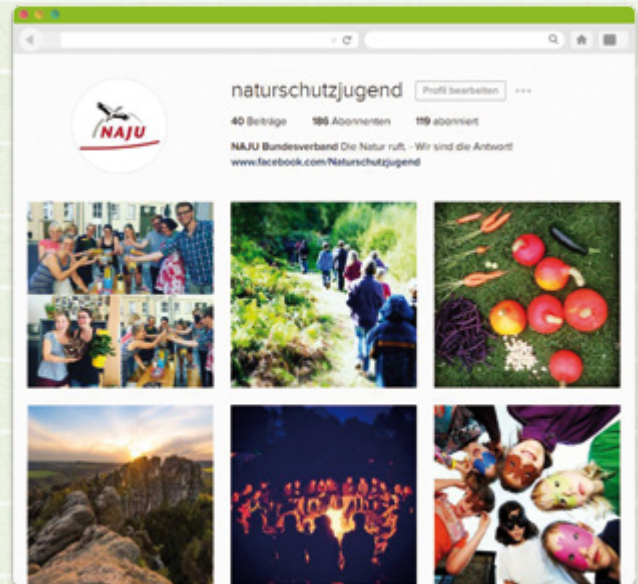 NAJU
naturschutzjugend Profil bearbeiten
40 Beiträge 186 Abonnenten 119 abonniert
NAJU Bundesverband Die Natur ruft. - Wir sind die Antwort!
www.facebook.com/Naturschutzjugend